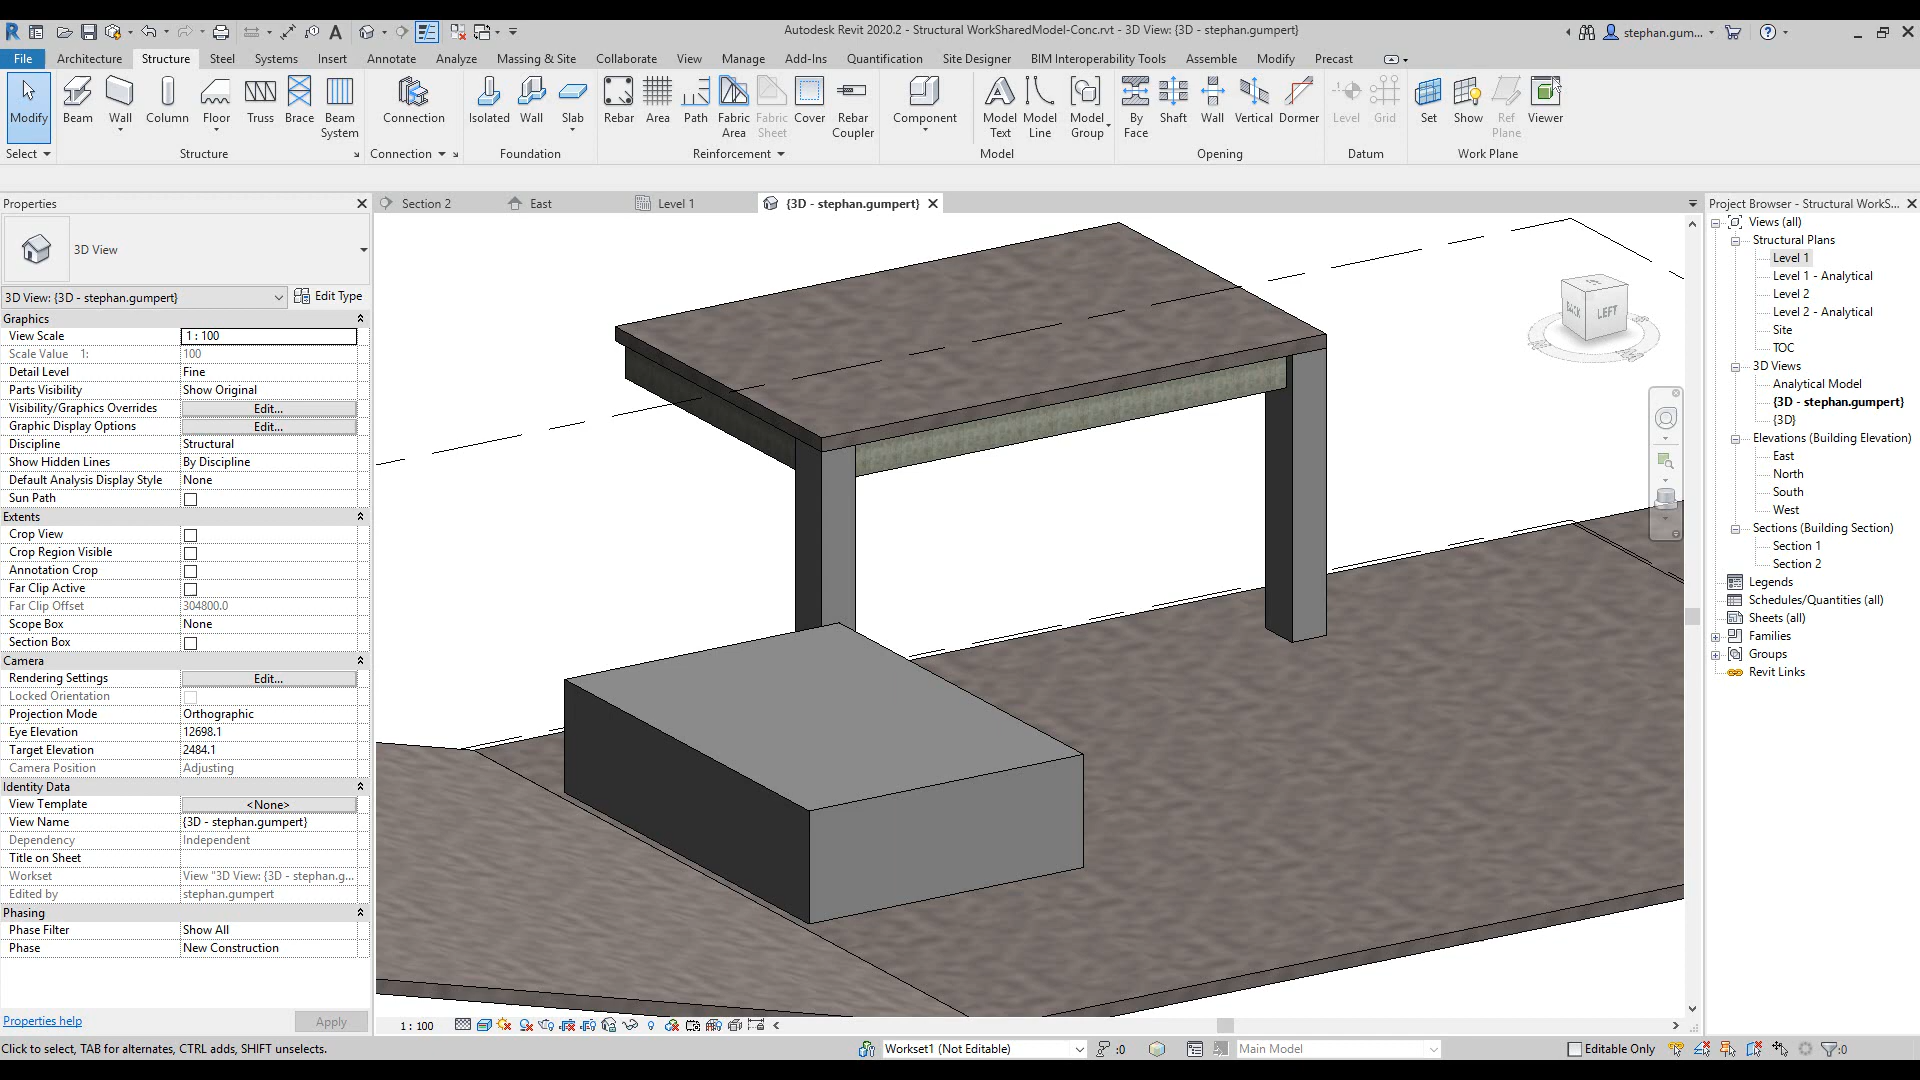 Autodesk Revit 2020.2 - Structural WorkSharedModel-Conc.rvt - 3D View: {3D - stephan.gumpert}
stephan.gum...
File Architecture Structure Steel Systems Insert Annotate Analyze Massing & Site Collaborate View Manage Add-Ins Quantification Site Designer BIM Interoperability Tools Assemble Modify Precast
Modify Beam Wall Column Floor Truss Brace Beam System Connection Isolated Wall Slab Rebar Area Path Fabric Area Fabric Sheet Cover Rebar Coupler Component Model Text Model Line Model Group By Face Shaft Wall Vertical Dormer Level Grid Set Show Ref Plane Viewer
Select Structure Connection Foundation Reinforcement Model Opening Datum Work Plane
Properties
Section 2 East Level 1 {3D - stephan.gumpert}
Project Browser - Structural WorkS...
3D View
3D View: {3D - stephan.gumpert} Edit Type
Graphics
View Scale 1 : 100
Scale Value 1: 100
Detail Level Fine
Parts Visibility Show Original
Visibility/Graphics Overrides Edit...
Graphic Display Options Edit...
Discipline Structural
Show Hidden Lines By Discipline
Default Analysis Display Style None
Sun Path
Extents
Crop View
Crop Region Visible
Annotation Crop
Far Clip Active
Far Clip Offset 304800.0
Scope Box None
Section Box
Camera
Rendering Settings Edit...
Locked Orientation
Projection Mode Orthographic
Eye Elevation 12698.1
Target Elevation 2484.1
Camera Position Adjusting
Identity Data
View Template <None>
View Name {3D - stephan.gumpert}
Dependency Independent
Title on Sheet
Workset View "3D View: {3D - stephan.g...
Edited by stephan.gumpert
Phasing
Phase Filter Show All
Phase New Construction
Properties help Apply
BACK LEFT
Views (all)
Structural Plans
Level 1
Level 1 - Analytical
Level 2
Level 2 - Analytical
Site
TOC
3D Views
Analytical Model
{3D - stephan.gumpert}
{3D}
Elevations (Building Elevation)
East
North
South
West
Sections (Building Section)
Section 1
Section 2
Legends
Schedules/Quantities (all)
Sheets (all)
Families
Groups
Revit Links
1 : 100
Click to select, TAB for alternates, CTRL adds, SHIFT unselects.
Workset1 (Not Editable) :0 Main Model Editable Only :0